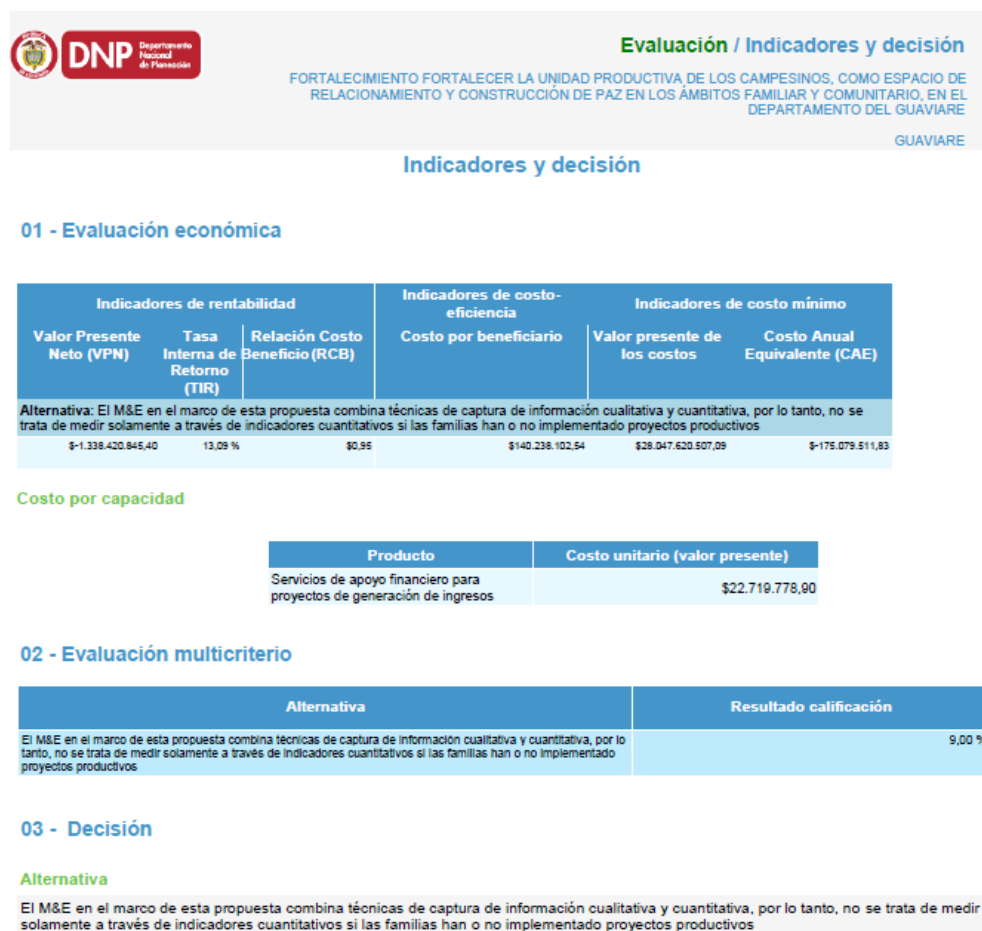 DNP Departamento
Nacional
de Planeación
Evaluación / Indicadores y decisión
FORTALECIMIENTO FORTALECER LA UNIDAD PRODUCTIVA DE LOS CAMPESINOS, COMO ESPACIO DE
RELACIONAMIENTO Y CONSTRUCCIÓN DE PAZ EN LOS ÁMBITOS FAMILIAR Y COMUNITARIO, EN EL
DEPARTAMENTO DEL GUAVIARE
GUAVIARE
Indicadores y decisión
01 - Evaluación económica
Indicadores de rentabilidad
Indicadores de costo-
eficiencia
Indicadores de costo mínimo
Valor Presente
Neto (VPN)
Tasa
Interna de
Retorno
(TIR)
Relación Costo
Beneficio (RCB)
Costo por beneficiario
Valor presente de
los costos
Costo Anual
Equivalente (CAE)
Alternativa: El M&E en el marco de esta propuesta combina técnicas de captura de información cualitativa y cuantitativa, por lo tanto, no se
trata de medir solamente a través de indicadores cuantitativos si las familias han o no implementado proyectos productivos
$-1.338.420.845,40 13,09 % $0,95 $140.238.102,54 $28.047.620.507,09 $-175.079.511,83
Costo por capacidad
Producto Costo unitario (valor presente)
Servicios de apoyo financiero para
proyectos de generación de ingresos
$22.719.778,90
02 - Evaluación multicriterio
Alternativa Resultado calificación
El M&E en el marco de esta propuesta combina técnicas de captura de información cualitativa y cuantitativa, por lo
tanto, no se trata de medir solamente a través de indicadores cuantitativos si las familias han o no implementado
proyectos productivos
9,00 %
03 - Decisión
Alternativa
El M&E en el marco de esta propuesta combina técnicas de captura de información cualitativa y cuantitativa, por lo tanto, no se trata de medir
solamente a través de indicadores cuantitativos si las familias han o no implementado proyectos productivos